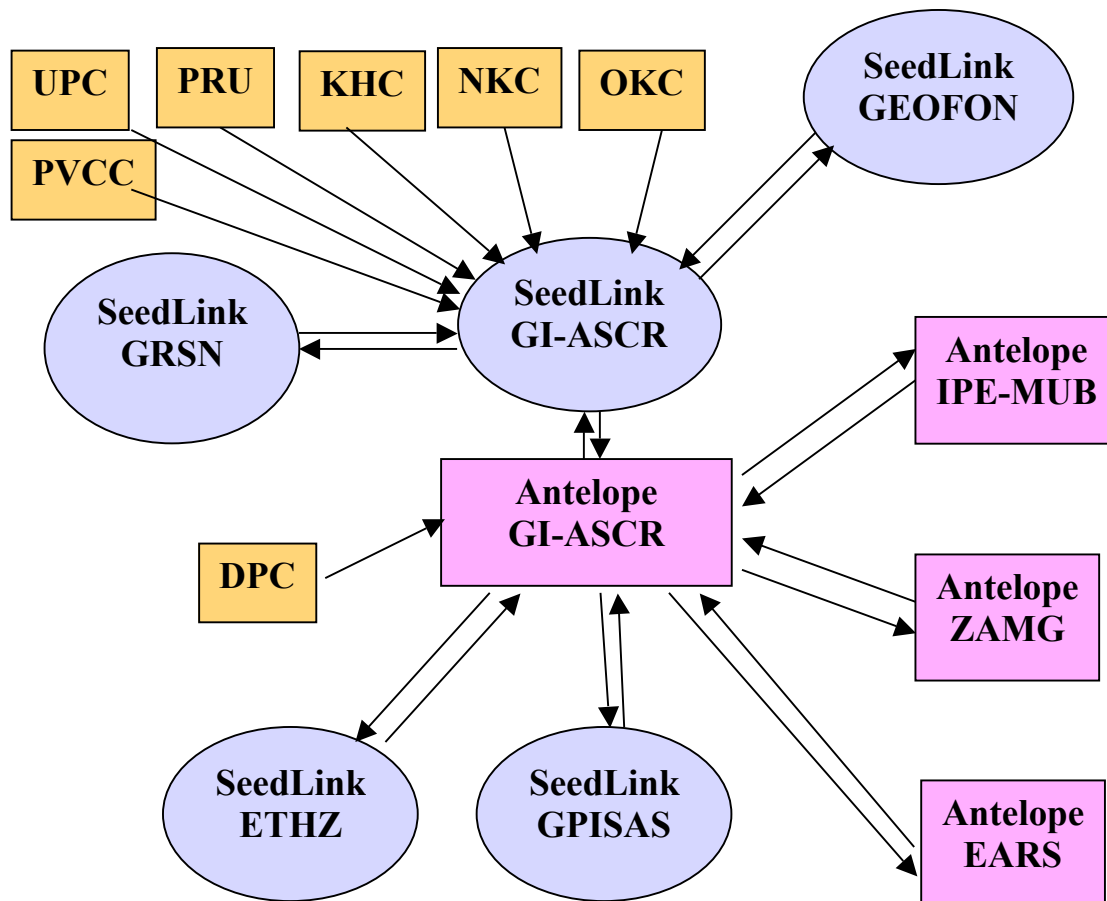 UPC
PRU
KHC
NKC
OKC
SeedLink
GEOFON
PVCC
SeedLink
GRSN
SeedLink
GI-ASCR
Antelope
IPE-MUB
Antelope
GI-ASCR
DPC
Antelope
ZAMG
SeedLink
ETHZ
SeedLink
GPISAS
Antelope
EARS